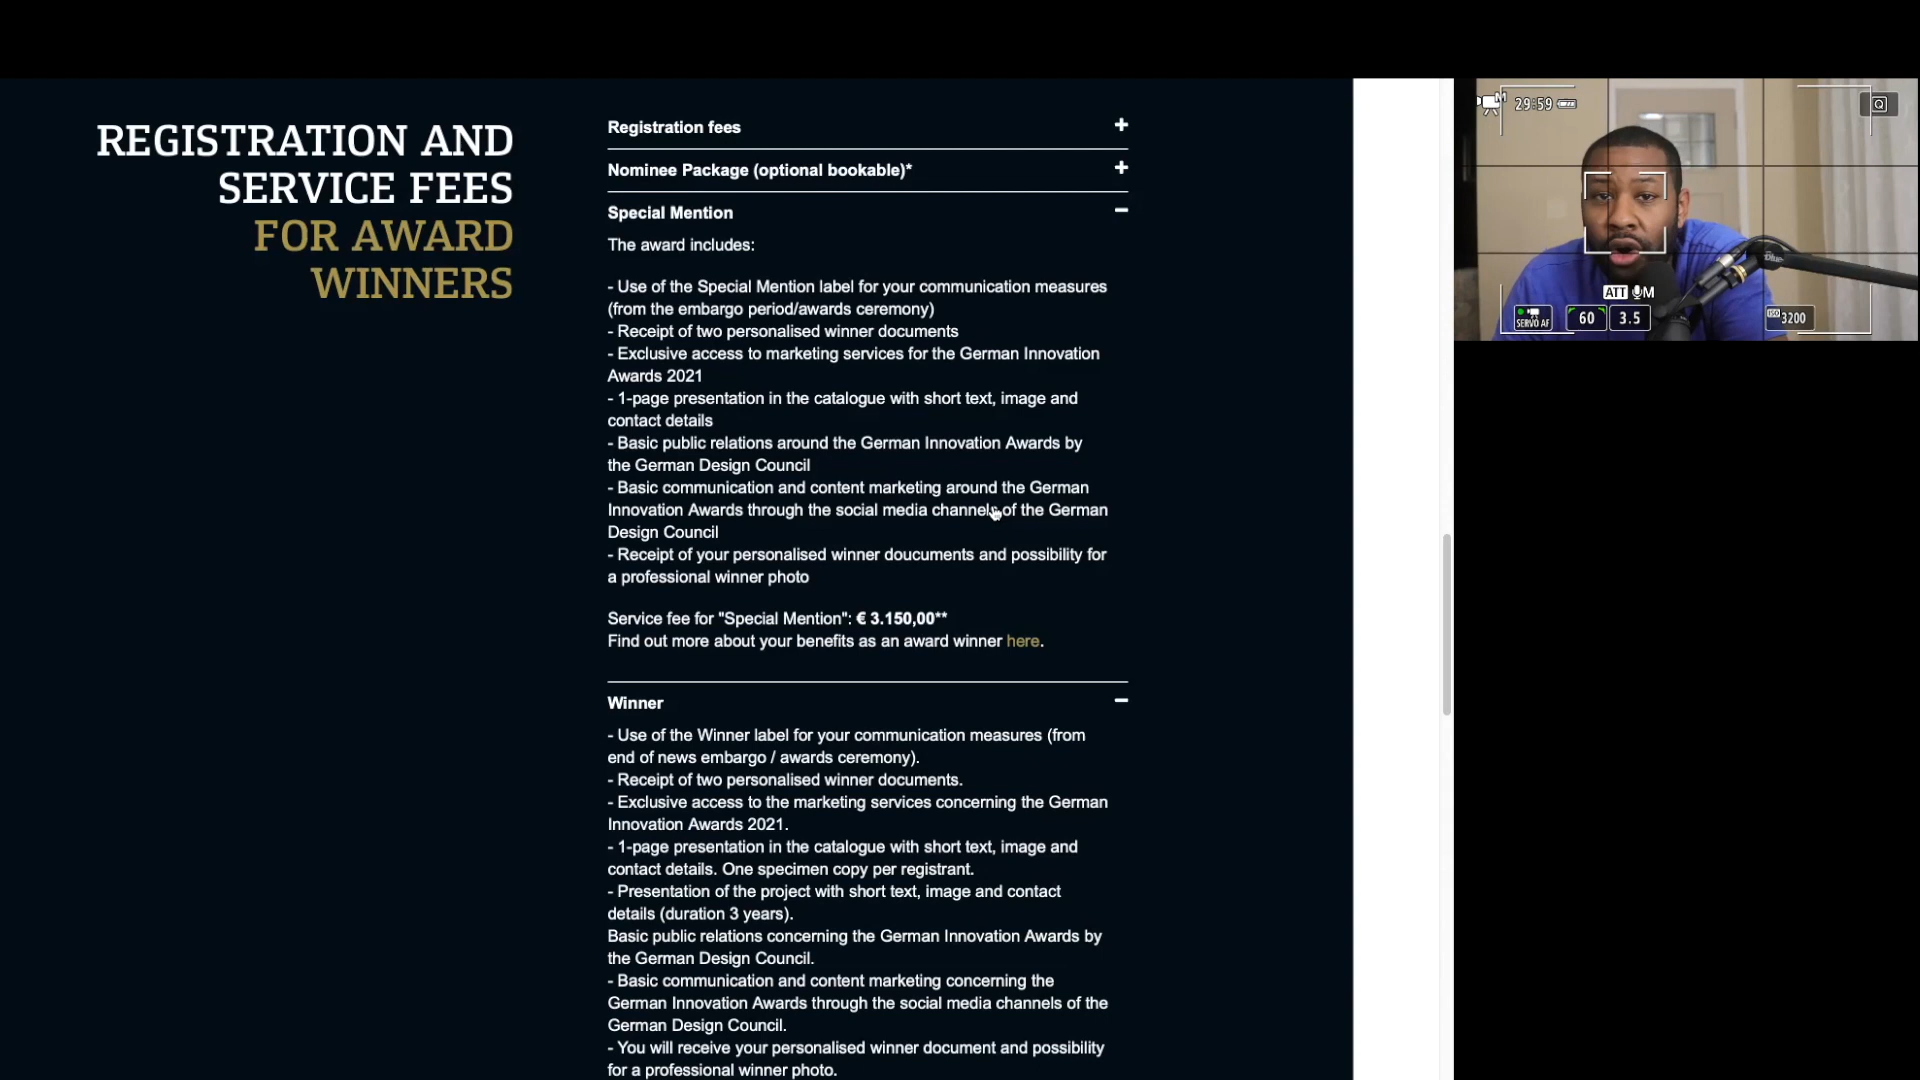 REGISTRATION AND
SERVICE FEES
FOR AWARD
WINNERS
Registration fees
Nominee Package (optional bookable)*
Special Mention
The award includes:
- Use of the Special Mention label for your communication measures
(from the embargo period/awards ceremony)
- Receipt of two personalised winner documents
- Exclusive access to marketing services for the German Innovation
Awards 2021
- 1-page presentation in the catalogue with short text, image and
contact details
- Basic public relations around the German Innovation Awards by
the German Design Council
- Basic communication and content marketing around the German
Innovation Awards through the social media channels of the German
Design Council
- Receipt of your personalised winner doucuments and possibility for
a professional winner photo
Service fee for "Special Mention": € 3.150,00**
Find out more about your benefits as an award winner here.
Winner
- Use of the Winner label for your communication measures (from
end of news embargo / awards ceremony).
- Receipt of two personalised winner documents.
- Exclusive access to the marketing services concerning the German
Innovation Awards 2021.
- 1-page presentation in the catalogue with short text, image and
contact details. One specimen copy per registrant.
- Presentation of the project with short text, image and contact
details (duration 3 years).
Basic public relations concerning the German Innovation Awards by
the German Design Council.
- Basic communication and content marketing concerning the
German Innovation Awards through the social media channels of the
German Design Council.
- You will receive your personalised winner document and possibility
for a professional winner photo.
M 29:59 Q
ATT M
SERVO AF 60 3.5 ISO 3200